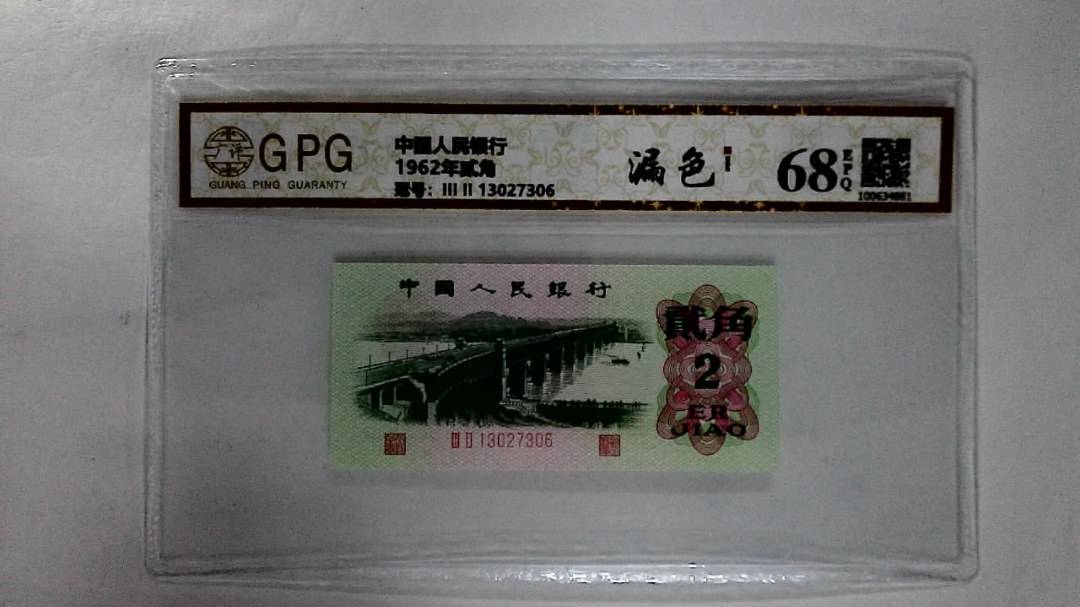 GPG
GUANG PING GUARANTY
中國人民银行
1962年贰角
冠号: III II 13027306
漏色
68
EPQ
100634881
中國人民銀行
貳角
2
ER
JIAO
III II 13027306